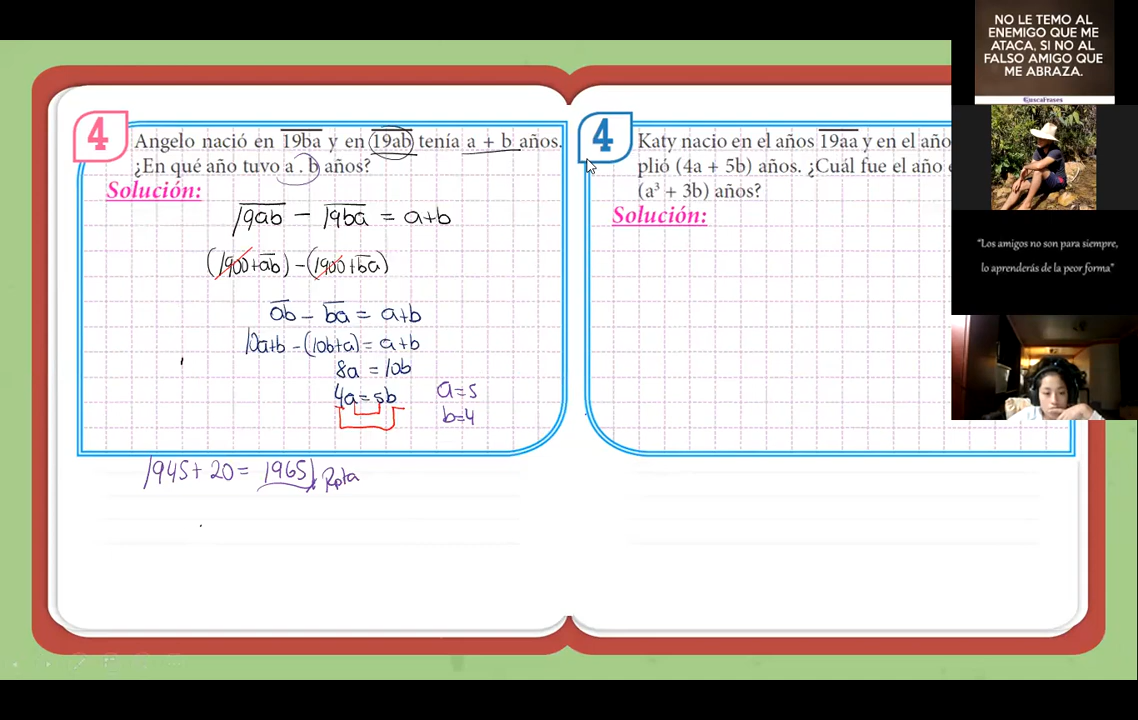 4
Angelo nació en 19ba y en 19ab tenía a + b años.
¿En qué año tuvo a . b años?
Solución:
19ab - 19ba = a+b
(1900+ab) - (1900+ba)
ab - ba = a+b
10a+b - (10b+a) = a+b
8a = 10b
4a = 5b
a=5
b=4
1945 + 20 = 1965 Rpta
4
Katy nacio en el años 19aa y en el año
plió (4a + 5b) años. ¿Cuál fue el año
(a³ + 3b) años?
Solución:
NO LE TEMO AL
ENEMIGO QUE ME
ATACA, SI NO AL
FALSO AMIGO QUE
ME ABRAZA.
BuscaFrases
"Los amigos no son para siempre,
lo aprenderás de la peor forma"